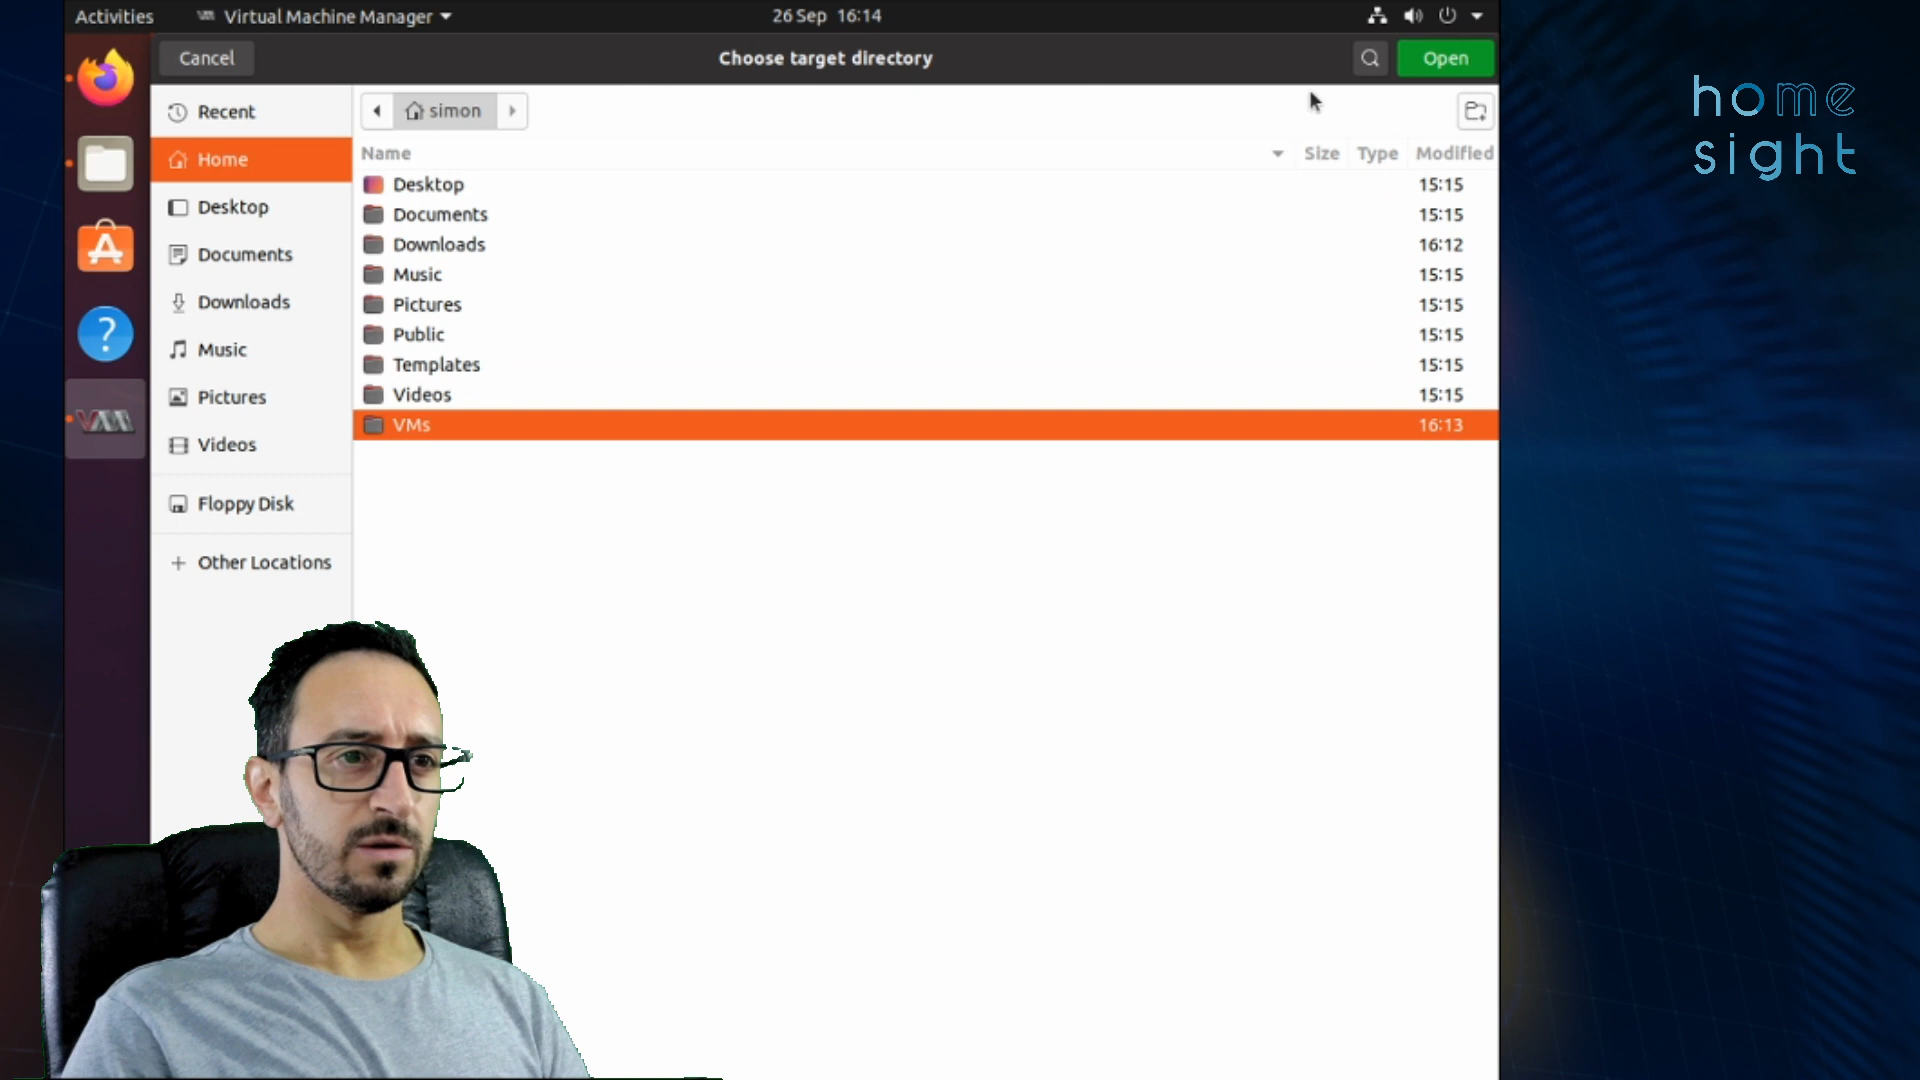 Activities
Virtual Machine Manager
26 Sep 16:14
Cancel
Choose target directory
Open
home
sight
Recent
Home
Desktop
Documents
Downloads
Music
Pictures
Videos
Floppy Disk
+ Other Locations
simon
Name
Size
Type
Modified
Desktop 15:15
Documents 15:15
Downloads 16:12
Music 15:15
Pictures 15:15
Public 15:15
Templates 15:15
Videos 15:15
VMs 16:13